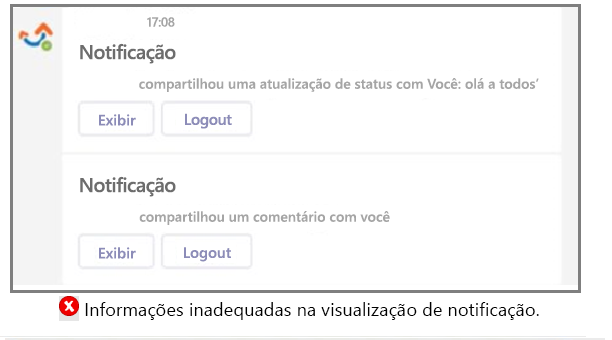 17:08
Notificação
compartilhou uma atualização de status com Você: olá a todos’
Exibir Logout
Notificação
compartilhou um comentário com você
Exibir Logout
Informações inadequadas na visualização de notificação.